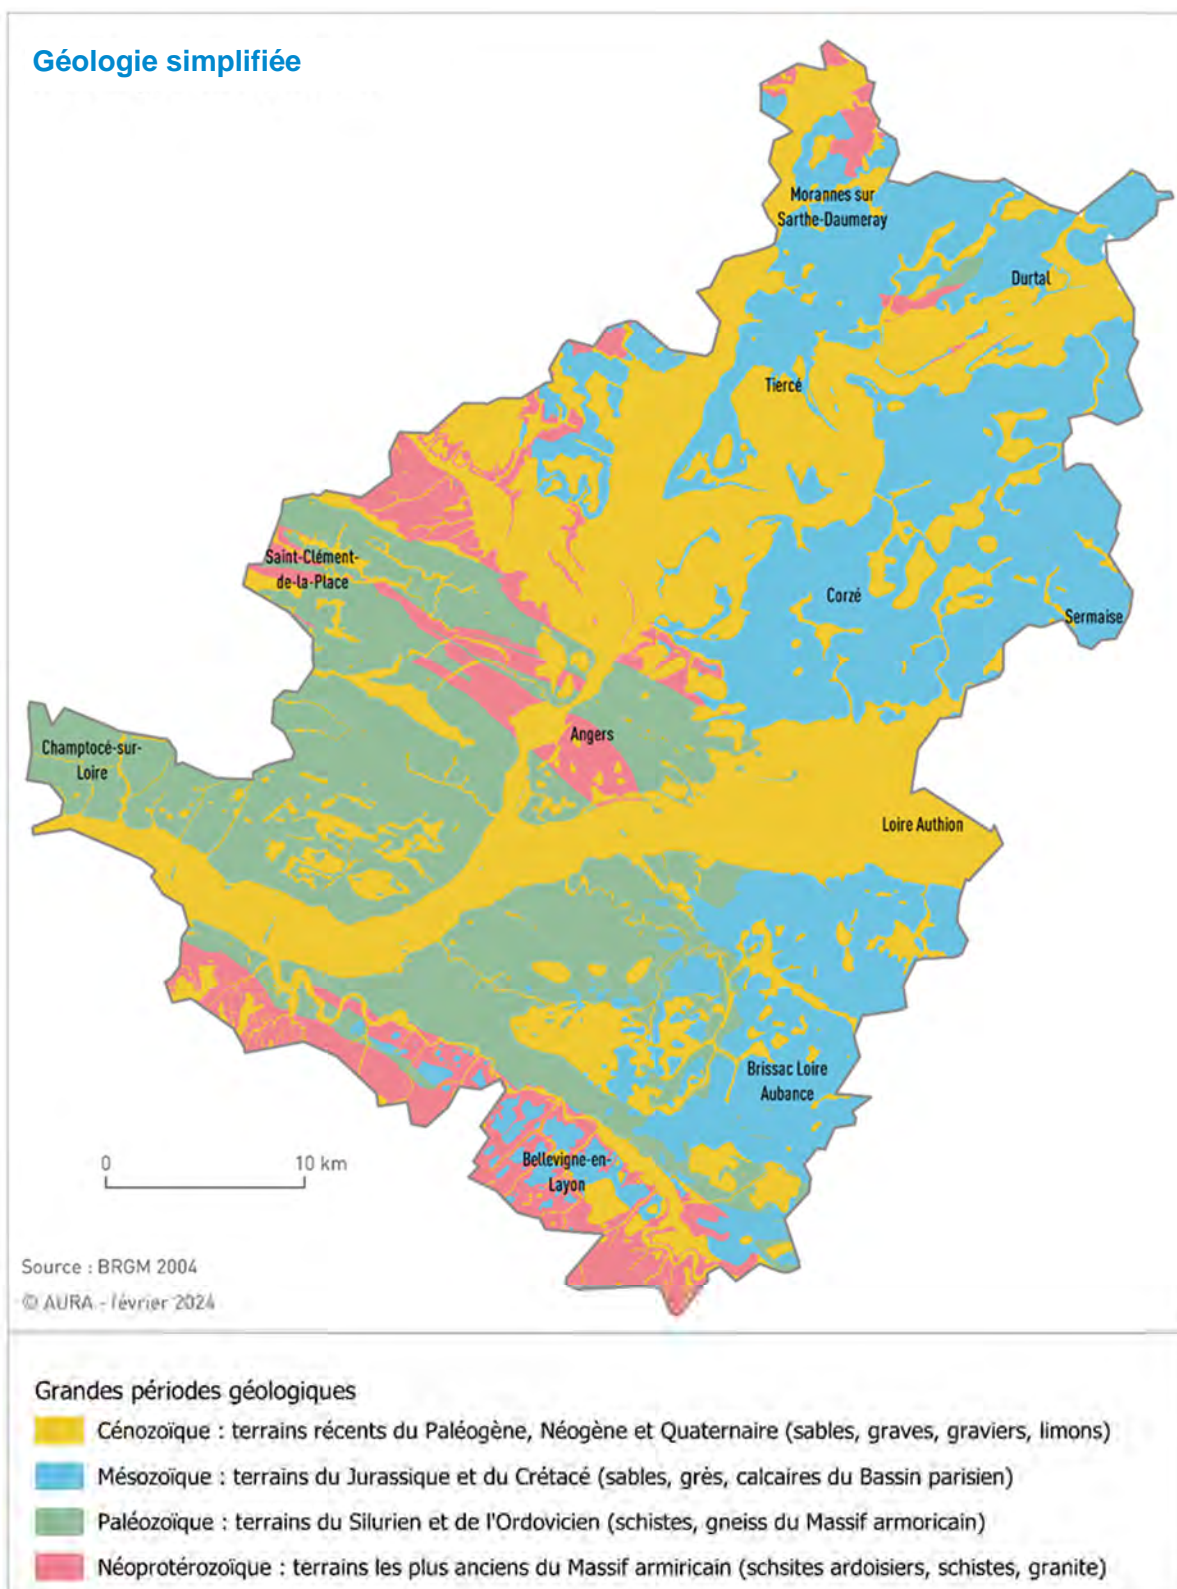 Géologie simplifiée
Morannes sur
Sarthe-Daumeray
Durtal
Tiercé
Saint-Clément-
de-la-Place
Corzé
Sermaise
Champtocé-sur-
Loire
Angers
Loire Authion
Brissac Loire
Aubance
Bellevigne-en-
Layon
0 10 km
Source : BRGM 2004
© AURA - février 2024
Grandes périodes géologiques
Cénozoïque : terrains récents du Paléogène, Néogène et Quaternaire (sables, graves, graviers, limons)
Mésozoïque : terrains du Jurassique et du Crétacé (sables, grès, calcaires du Bassin parisien)
Paléozoïque : terrains du Silurien et de l'Ordovicien (schistes, gneiss du Massif armoricain)
Néoprotérozoïque : terrains les plus anciens du Massif armiricain (schsites ardoisiers, schistes, granite)